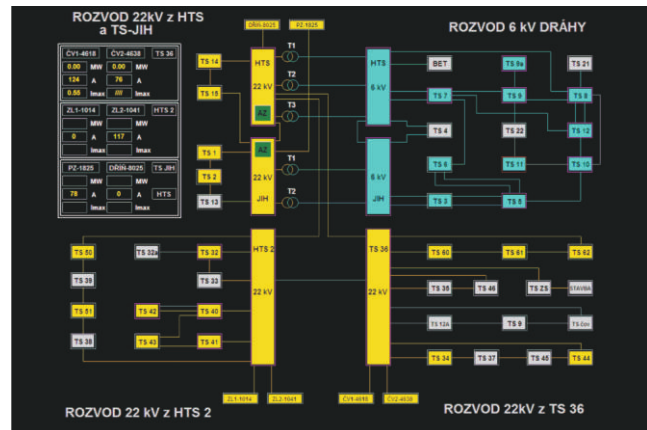 ROZVOD 22kV z HTS
a TS-JIH
DŘÍŇ-8025
PZ-1825
ROZVOD 6 kV DRÁHY
ČV1-4618
ČV2-4638
TS 36
0.00
MW
0.00
MW
134
A
76
A
0.55
Imax
////
Imax
ZL1-1014
ZL2-1041
HTS 2
MW
MW
0
A
117
A
Imax
Imax
PZ-1825
DŘÍŇ-8025
TS JIH
MW
MW
78
A
0
A
HTS
Imax
Imax
TS 14
TS 15
TS 1
TS 2
TS 13
HTS
22 kV
AZ
AZ
22 kV
JIH
T1
T2
T3
T1
T2
HTS
6 kV
6 kV
JIH
BET
TS 9a
TS 21
TS 7
TS 9
TS 8
TS 4
TS 22
TS 12
TS 6
TS 11
TS 10
TS 3
TS 5
TS 50
TS 32a
TS 32
TS 39
TS 33
TS 51
TS 42
TS 40
TS 38
TS 43
TS 41
HTS 2
22 kV
TS 36
22 kV
TS 60
TS 61
TS 62
TS 35
TS 46
TS ZS
STAVBA
TS 12A
TS 9
TS 34
TS 37
TS 45
TS 44
ZL1-1014
ZL2-1041
ČV1-4618
ČV2-4638
ROZVOD 22 kV z HTS 2
ROZVOD 22kV z TS 36